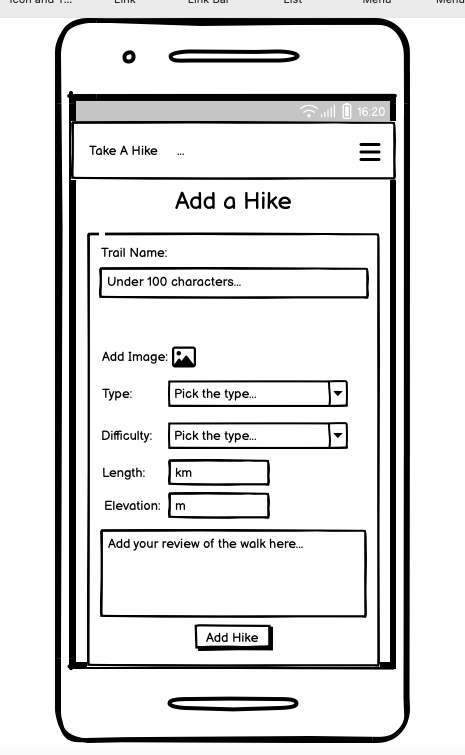 Icon and T... Link Link Bar List Menu Menu
16:20
Take A Hike ...
Add a Hike
Trail Name:
Under 100 characters...
Add Image:
Type: Pick the type...
Difficulty: Pick the type...
Length: km
Elevation: m
Add your review of the walk here...
Add Hike